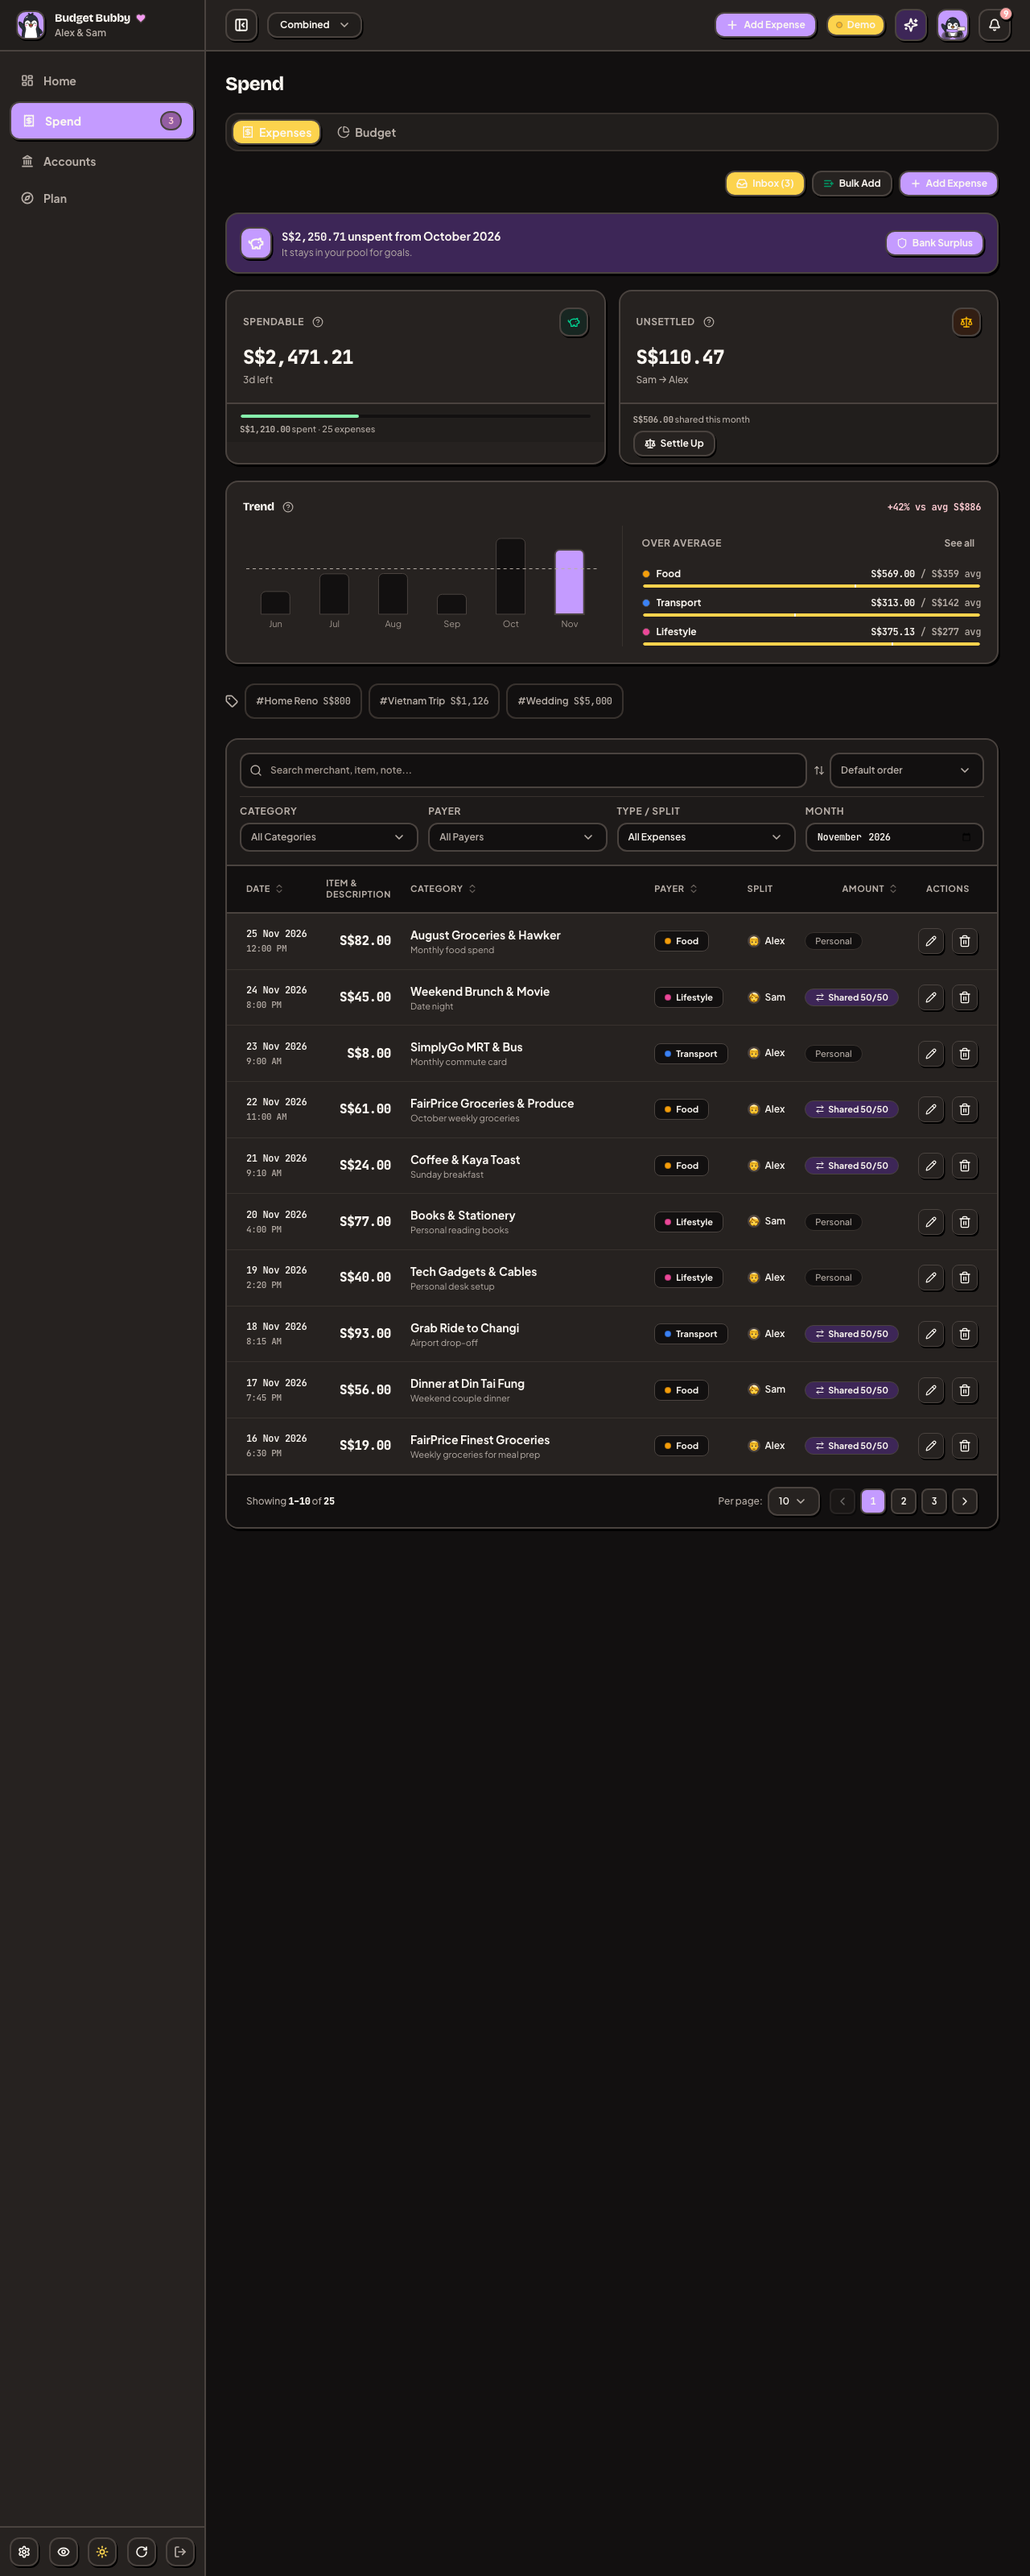 Budget Bubby
Alex & Sam
Combined
Add Expense
Demo
9
Home
Spend
3
Accounts
Plan
Spend
Expenses
Budget
Inbox (3)
Bulk Add
Add Expense
S$2,250.71 unspent from October 2026
It stays in your pool for goals.
Bank Surplus
SPENDABLE
S$2,471.21
3d left
S$1,210.00 spent · 25 expenses
UNSETTLED
S$110.47
Sam → Alex
S$506.00 shared this month
Settle Up
Trend
+42% vs avg S$886
Jun Jul Aug Sep Oct Nov
OVER AVERAGE
See all
Food S$569.00 / S$359 avg
Transport S$313.00 / S$142 avg
Lifestyle S$375.13 / S$277 avg
#Home Reno S$800
#Vietnam Trip S$1,126
#Wedding S$5,000
Search merchant, item, note...
Default order
CATEGORY PAYER TYPE / SPLIT MONTH
All Categories All Payers All Expenses November 2026
DATE ITEM & DESCRIPTION CATEGORY PAYER SPLIT AMOUNT ACTIONS
25 Nov 2026 S$82.00 August Groceries & Hawker Food Alex Personal
12:00 PM Monthly food spend
24 Nov 2026 S$45.00 Weekend Brunch & Movie Lifestyle Sam Shared 50/50
8:00 PM Date night
23 Nov 2026 S$8.00 SimplyGo MRT & Bus Transport Alex Personal
9:00 AM Monthly commute card
22 Nov 2026 S$61.00 FairPrice Groceries & Produce Food Alex Shared 50/50
11:00 AM October weekly groceries
21 Nov 2026 S$24.00 Coffee & Kaya Toast Food Alex Shared 50/50
9:10 AM Sunday breakfast
20 Nov 2026 S$77.00 Books & Stationery Lifestyle Sam Personal
4:00 PM Personal reading books
19 Nov 2026 S$40.00 Tech Gadgets & Cables Lifestyle Alex Personal
2:20 PM Personal desk setup
18 Nov 2026 S$93.00 Grab Ride to Changi Transport Alex Shared 50/50
8:15 AM Airport drop-off
17 Nov 2026 S$56.00 Dinner at Din Tai Fung Food Sam Shared 50/50
7:45 PM Weekend couple dinner
16 Nov 2026 S$19.00 FairPrice Finest Groceries Food Alex Shared 50/50
6:30 PM Weekly groceries for meal prep
Showing 1–10 of 25
Per page: 10
1 2 3